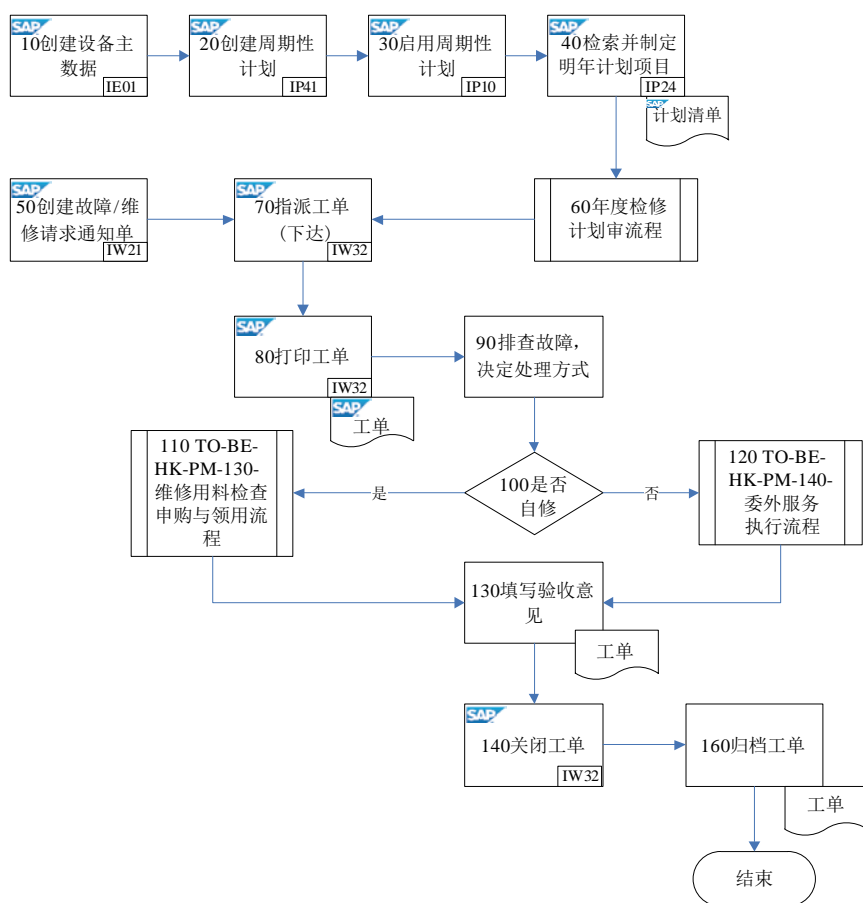 SAP
10创建设备主
数据
IE01
SAP
20创建周期性
计划
IP41
SAP
30启用周期性
计划
IP10
SAP
40检索并制定
明年计划项目
IP24
SAP
计划清单
SAP
50创建故障/维
修请求通知单
IW21
SAP
70指派工单
(下达)
IW32
60年度检修
计划审流程
SAP
80打印工单
IW32
SAP
工单
90排查故障，
决定处理方式
110 TO-BE-
HK-PM-130-
维修用料检查
申购与领用流
程
是
100是否
自修
否
120 TO-BE-
HK-PM-140-
委外服务
执行流程
130填写验收意
见
工单
SAP
140关闭工单
IW32
160归档工单
工单
结束